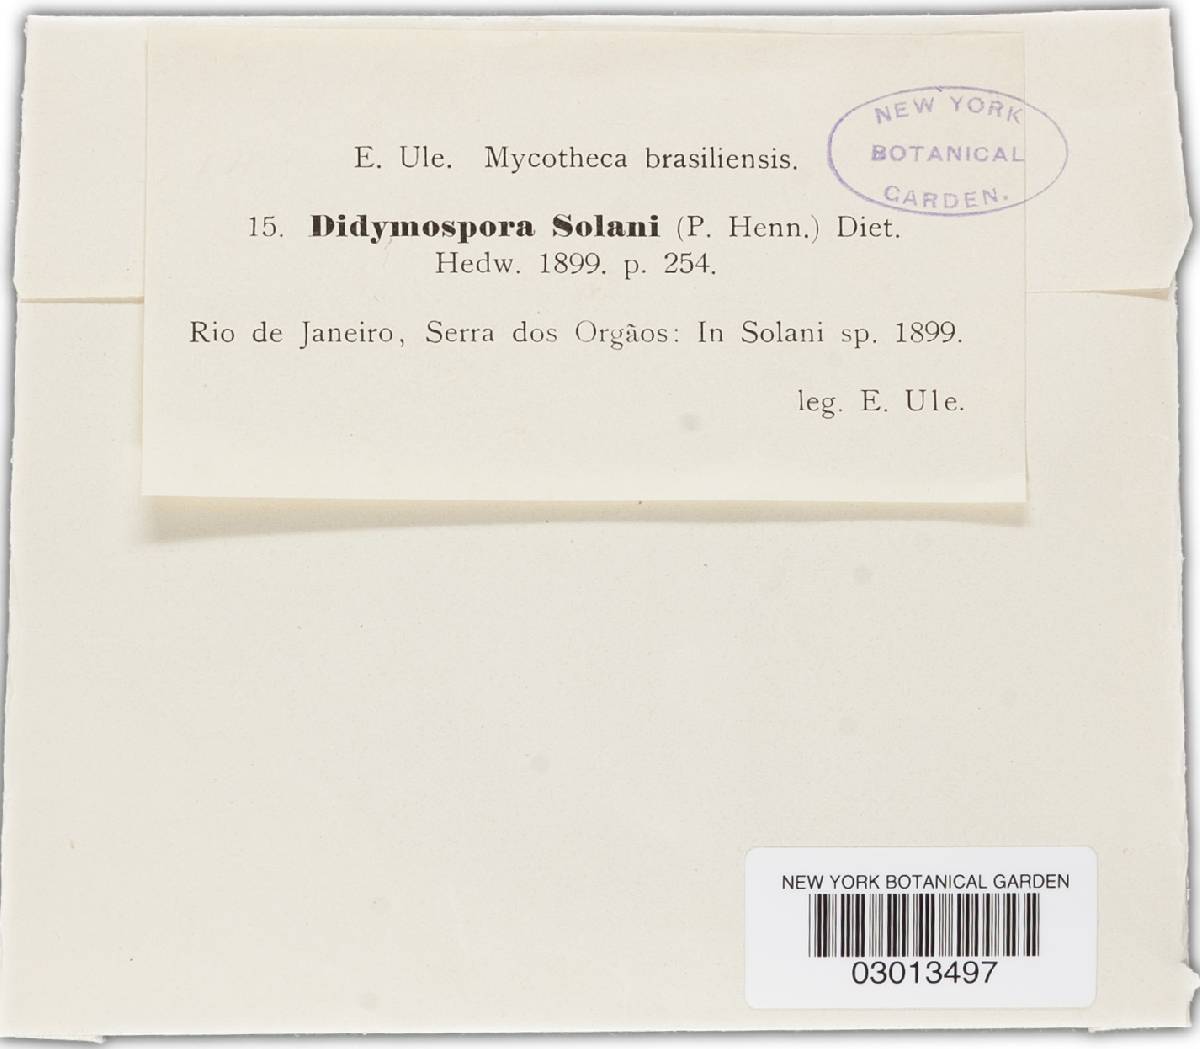 NEW YORK
BOTANICAL
GARDEN.
E. Ule. Mycotheca brasiliensis.
15. Didymospora Solani (P. Henn.) Diet.
Hedw. 1899. p. 254.
Rio de Janeiro, Serra dos Orgãos: In Solani sp. 1899.
leg. E. Ule.
NEW YORK BOTANICAL GARDEN
03013497